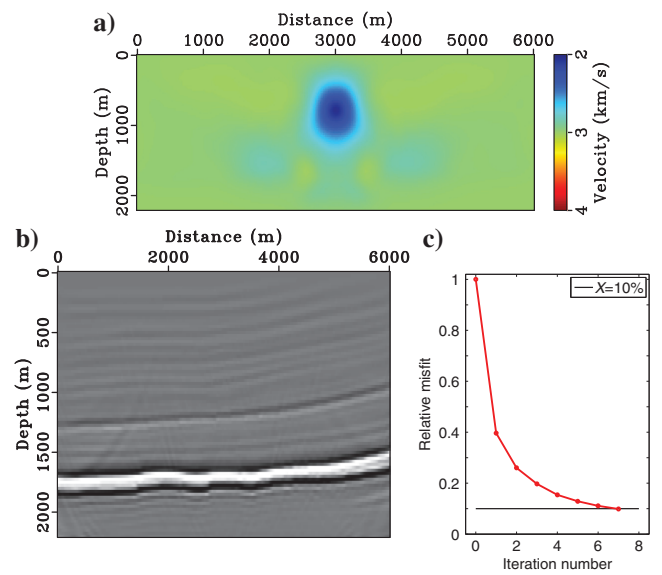 a)
Distance (m)
0 1000 2000 3000 4000 5000 6000
Depth (m)
0
1000
2000
2
3
4
Velocity (km/s)
b)
Distance (m)
0 2000 4000 6000
Depth (m)
0
500
1000
1500
2000
c)
X=10%
Relative misfit
1
0.8
0.6
0.4
0.2
0
0 2 4 6 8
Iteration number